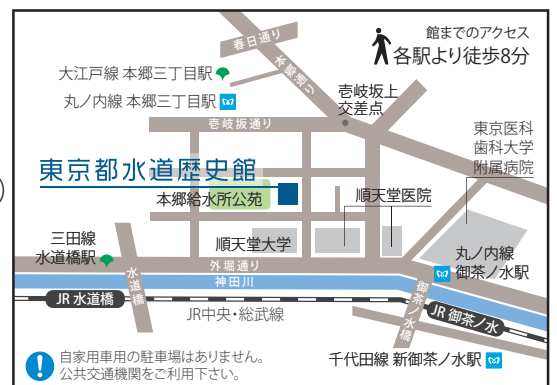 館までのアクセス
各駅より徒歩8分
春日通り
本郷通り
大江戸線 本郷三丁目駅
丸ノ内線 本郷三丁目駅
壱岐坂上
交差点
壱岐坂通り
東京医科
歯科大学
附属病院
東京都水道歴史館
本郷給水所公苑
順天堂医院
順天堂大学
三田線
水道橋駅
外堀通り
神田川
丸ノ内線
御茶ノ水駅
水道橋
御茶ノ水橋
JR 水道橋
JR中央・総武線
JR 御茶ノ水
自家用車用の駐車場はありません。
公共交通機関をご利用下さい。
千代田線 新御茶ノ水駅